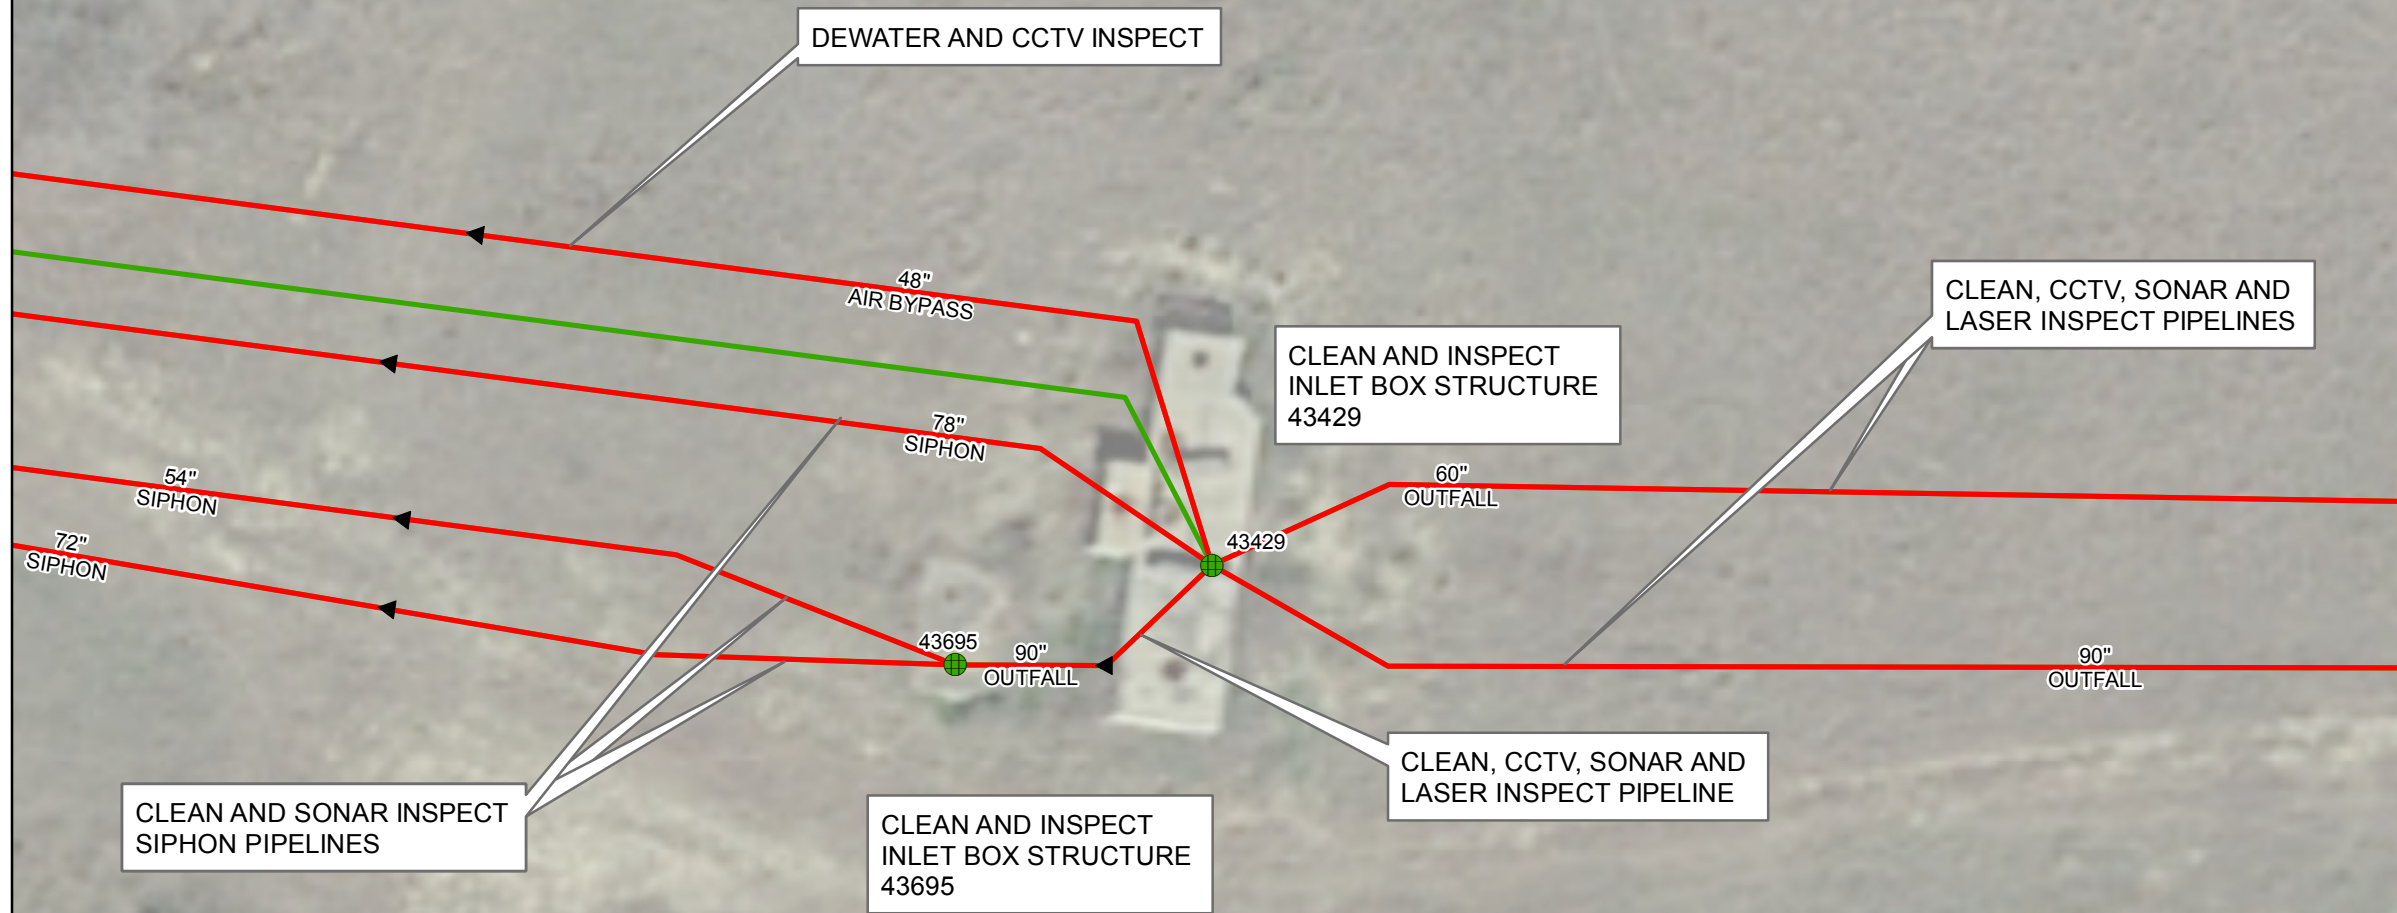 DEWATER AND CCTV INSPECT
48"
AIR BYPASS
CLEAN, CCTV, SONAR AND
LASER INSPECT PIPELINES
CLEAN AND INSPECT
INLET BOX STRUCTURE
43429
78"
SIPHON
60"
OUTFALL
54"
SIPHON
72"
SIPHON
43429
43695
90"
OUTFALL
90"
OUTFALL
CLEAN, CCTV, SONAR AND
LASER INSPECT PIPELINE
CLEAN AND SONAR INSPECT
SIPHON PIPELINES
CLEAN AND INSPECT
INLET BOX STRUCTURE
43695